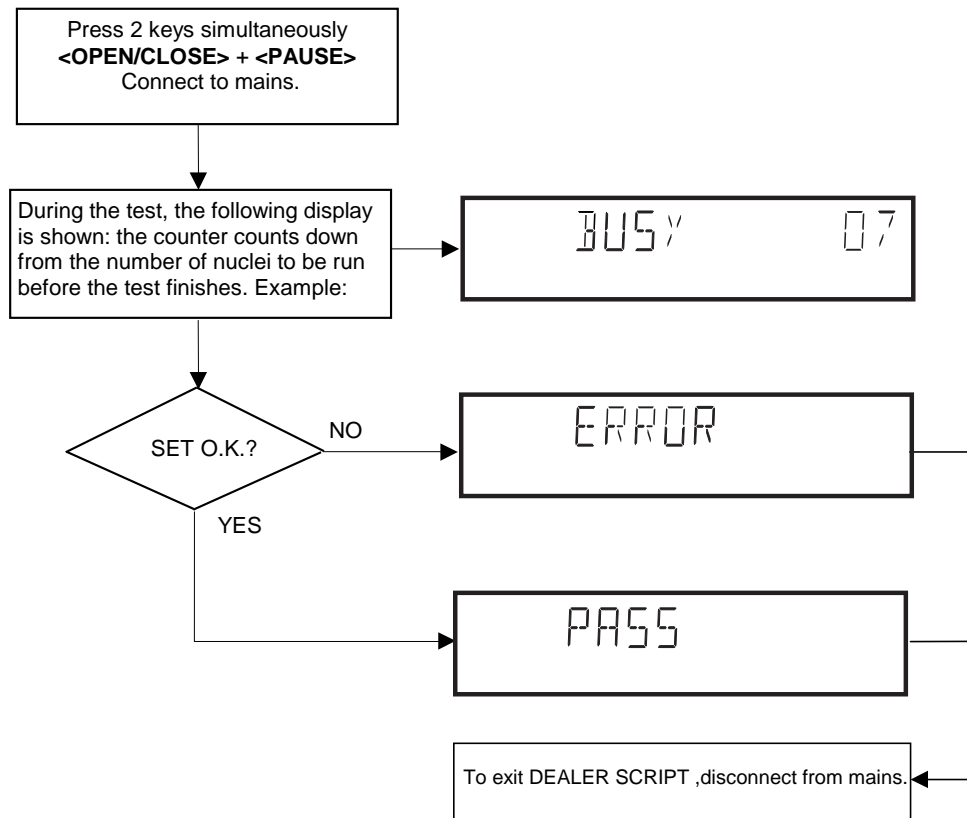 Press 2 keys simultaneously
<OPEN/CLOSE> + <PAUSE>
Connect to mains.
During the test, the following display
is shown: the counter counts down
from the number of nuclei to be run
before the test finishes. Example:
BUSY 07
SET O.K.?
NO
ERROR
YES
PASS
To exit DEALER SCRIPT ,disconnect from mains.